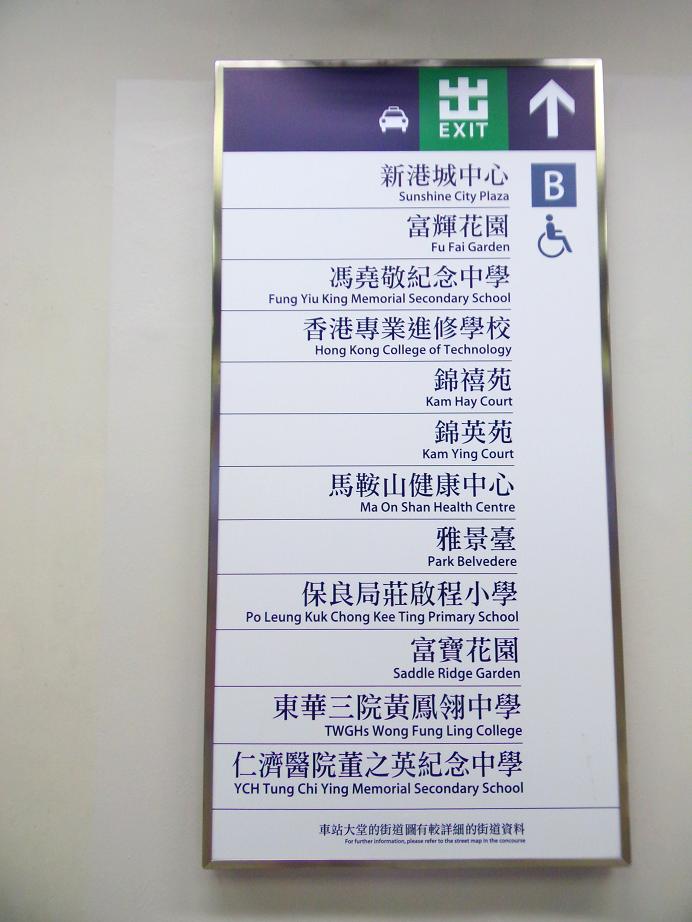 出
EXIT
新港城中心
Sunshine City Plaza
B
富輝花園
Fu Fai Garden
馮堯敬紀念中學
Fung Yiu King Memorial Secondary School
香港專業進修學校
Hong Kong College of Technology
錦禧苑
Kam Hay Court
錦英苑
Kam Ying Court
馬鞍山健康中心
Ma On Shan Health Centre
雅景臺
Park Belvedere
保良局莊啟程小學
Po Leung Kuk Chong Kee Ting Primary School
富寶花園
Saddle Ridge Garden
東華三院黃鳳翎中學
TWGHs Wong Fung Ling College
仁濟醫院董之英紀念中學
YCH Tung Chi Ying Memorial Secondary School
車站大堂的街道圖有較詳細的街道資料
For further information, please refer to the street map in the concourse